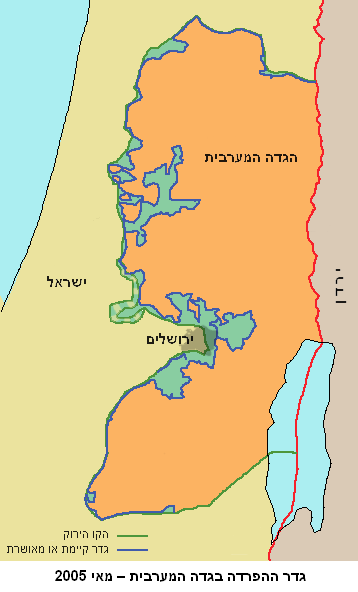 הגדה המערבית
ירדן
ישראל
ירושלים
הקו הירוק
גדר קיימת או מאושרת
גדר ההפרדה בגדה המערבית – מאי 2005